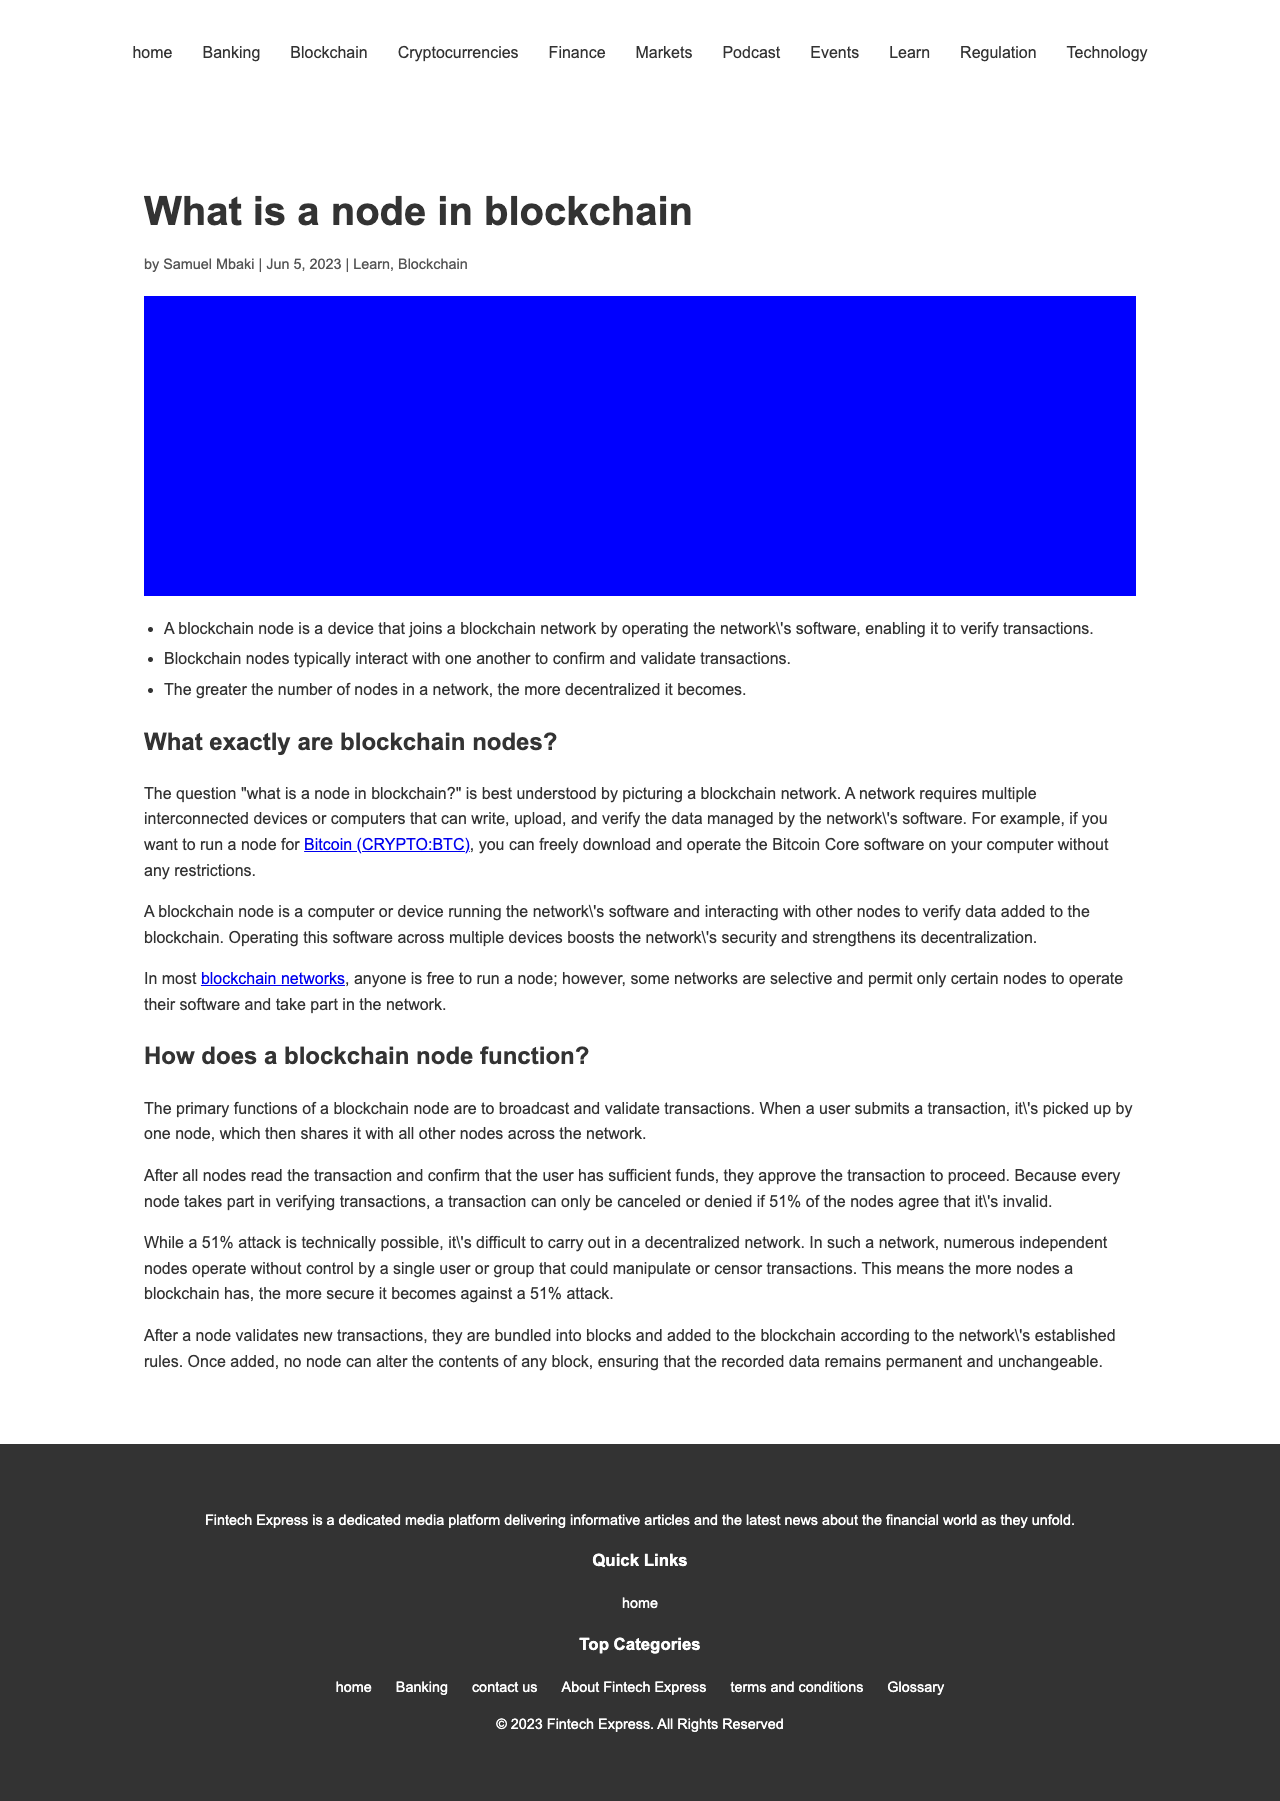 home Banking Blockchain Cryptocurrencies Finance Markets Podcast Events Learn Regulation Technology
What is a node in blockchain
by Samuel Mbaki | Jun 5, 2023 | Learn, Blockchain
• A blockchain node is a device that joins a blockchain network by operating the network\'s software, enabling it to verify transactions.
• Blockchain nodes typically interact with one another to confirm and validate transactions.
• The greater the number of nodes in a network, the more decentralized it becomes.
What exactly are blockchain nodes?
The question "what is a node in blockchain?" is best understood by picturing a blockchain network. A network requires multiple
interconnected devices or computers that can write, upload, and verify the data managed by the network\'s software. For example, if you
want to run a node for Bitcoin (CRYPTO:BTC), you can freely download and operate the Bitcoin Core software on your computer without
any restrictions.
A blockchain node is a computer or device running the network\'s software and interacting with other nodes to verify data added to the
blockchain. Operating this software across multiple devices boosts the network\'s security and strengthens its decentralization.
In most blockchain networks, anyone is free to run a node; however, some networks are selective and permit only certain nodes to operate
their software and take part in the network.
How does a blockchain node function?
The primary functions of a blockchain node are to broadcast and validate transactions. When a user submits a transaction, it\'s picked up by
one node, which then shares it with all other nodes across the network.
After all nodes read the transaction and confirm that the user has sufficient funds, they approve the transaction to proceed. Because every
node takes part in verifying transactions, a transaction can only be canceled or denied if 51% of the nodes agree that it\'s invalid.
While a 51% attack is technically possible, it\'s difficult to carry out in a decentralized network. In such a network, numerous independent
nodes operate without control by a single user or group that could manipulate or censor transactions. This means the more nodes a
blockchain has, the more secure it becomes against a 51% attack.
After a node validates new transactions, they are bundled into blocks and added to the blockchain according to the network\'s established
rules. Once added, no node can alter the contents of any block, ensuring that the recorded data remains permanent and unchangeable.
Fintech Express is a dedicated media platform delivering informative articles and the latest news about the financial world as they unfold.
Quick Links
home
Top Categories
home Banking contact us About Fintech Express terms and conditions Glossary
© 2023 Fintech Express. All Rights Reserved